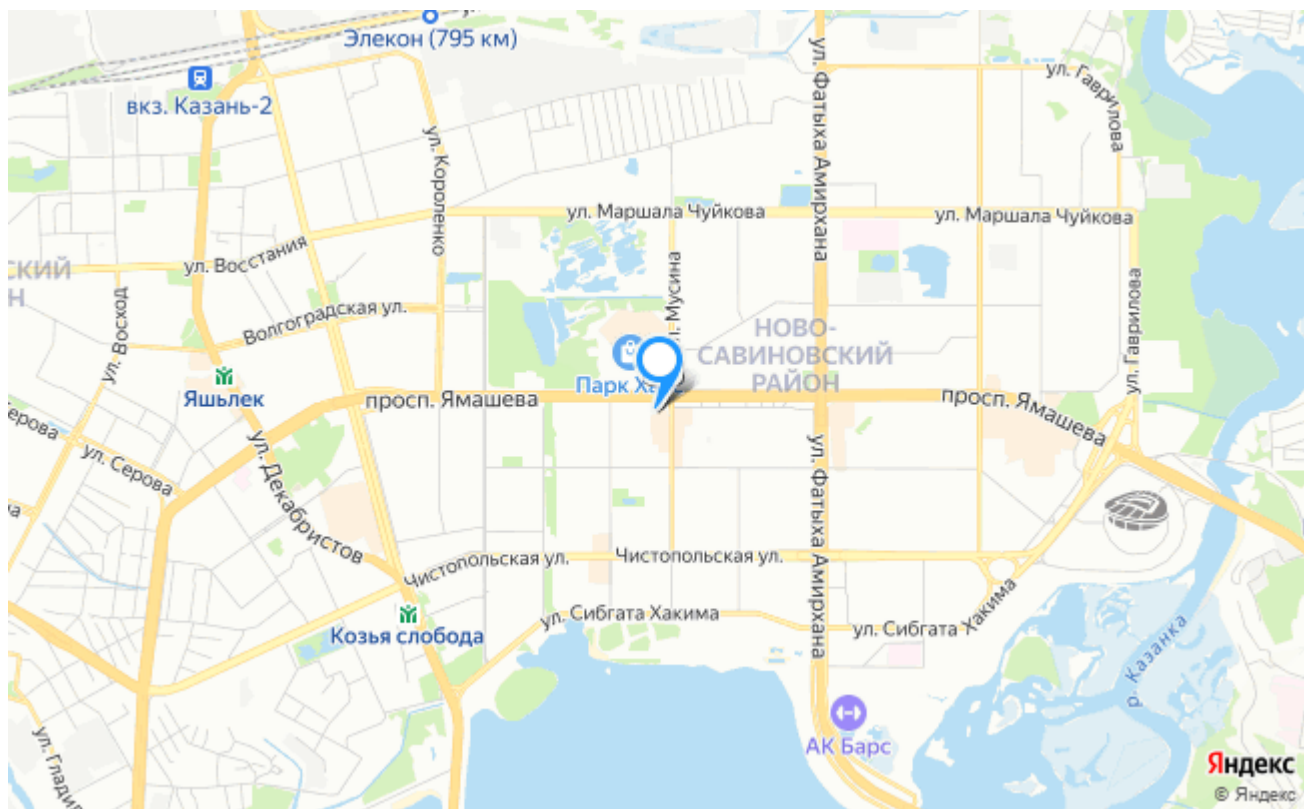 Элекон (795 км)
вкз. Казань-2
ул. Короленко
ул. Фатыха Амирхана
ул. Гаврилова
ул. Маршала Чуйкова
ул. Маршала Чуйкова
ул. Восстания
ул. Восход
Волгоградская ул.
Мусина
НОВО-
САВИНОВСКИЙ
РАЙОН
ул. Гаврилова
Парк
Яшьлек
просп. Ямашева
просп. Ямашева
ул. Серова
ул. Декабристов
ул. Фатыха Амирхана
Чистопольская ул.
Чистопольская ул.
Козья слобода
ул. Сибгата Хакима
ул. Сибгата Хакима
р. Казанка
АК Барс
Яндекс
© Яндекс